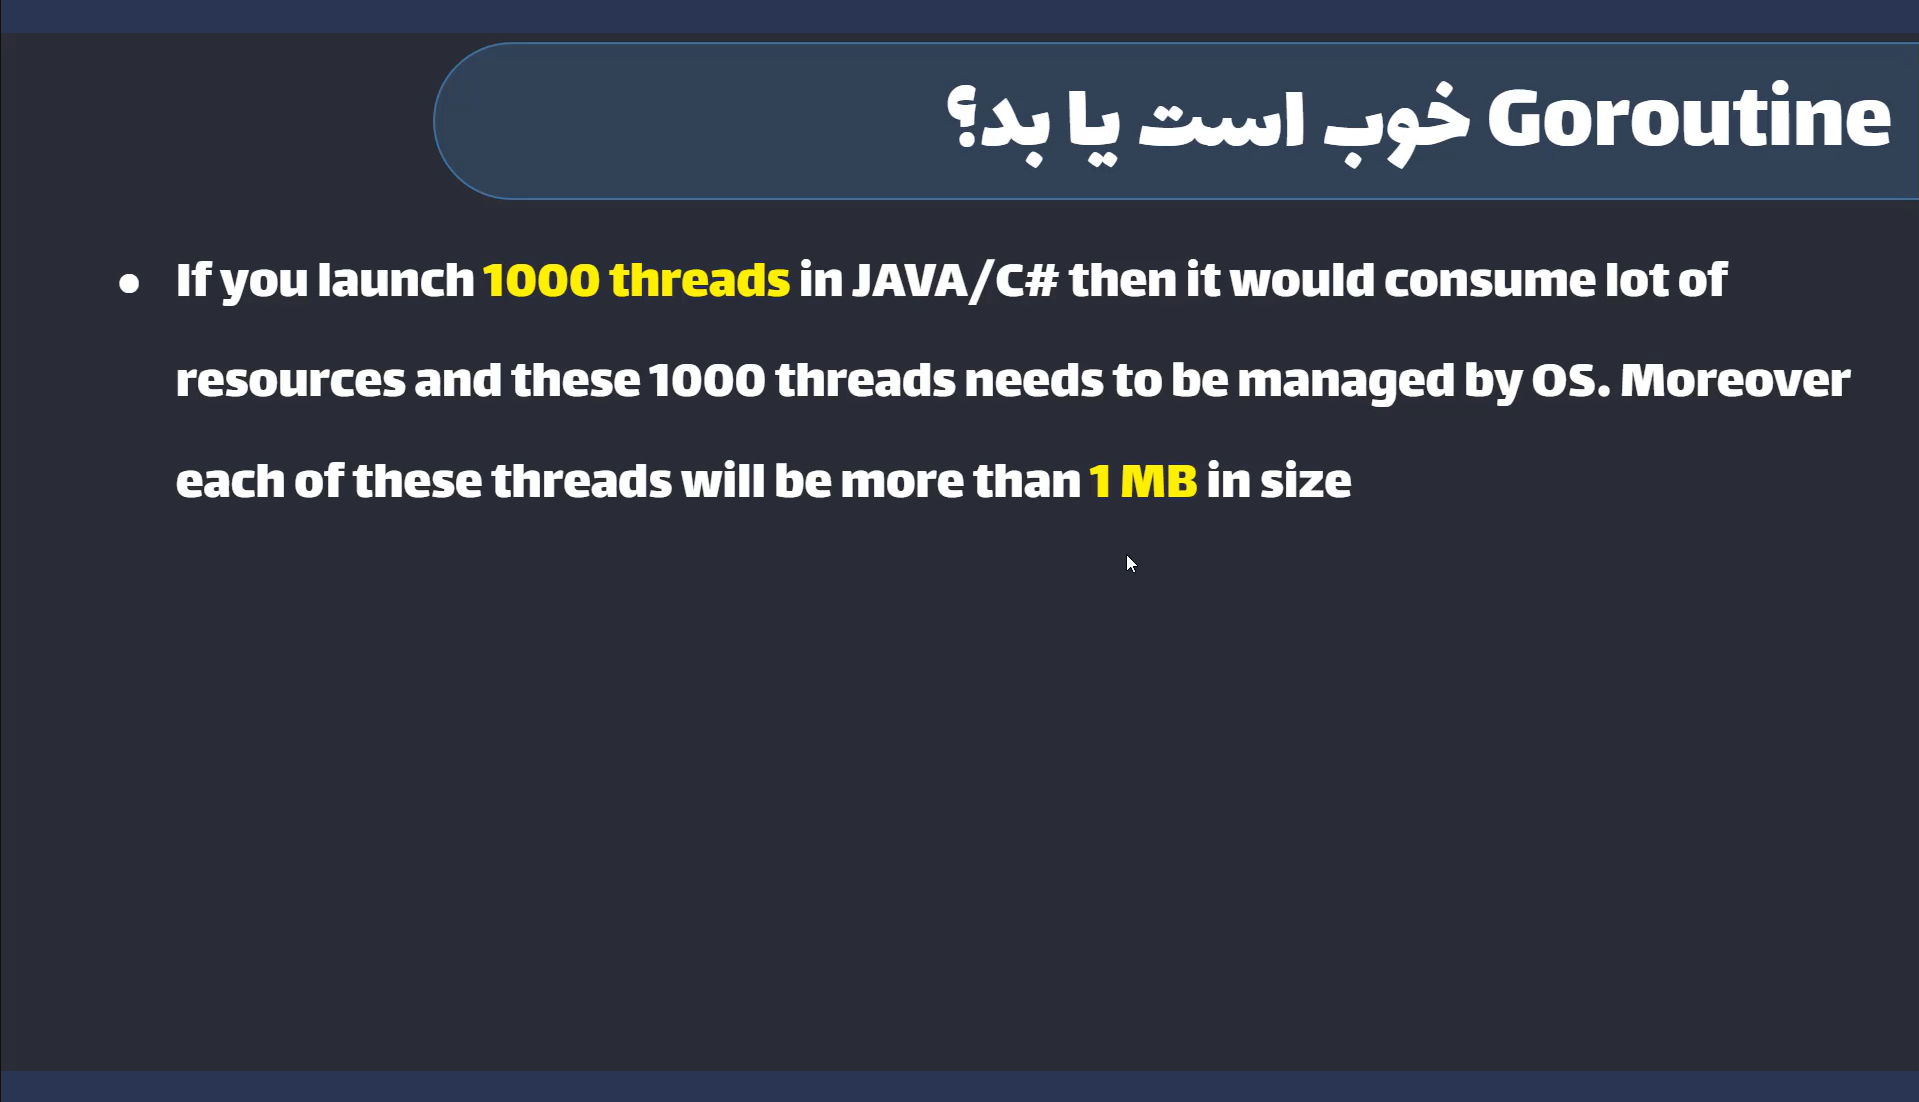 Goroutine خوب است یا بد؟
If you launch 1000 threads in JAVA/C# then it would consume lot of
resources and these 1000 threads needs to be managed by OS. Moreover
each of these threads will be more than 1 MB in size